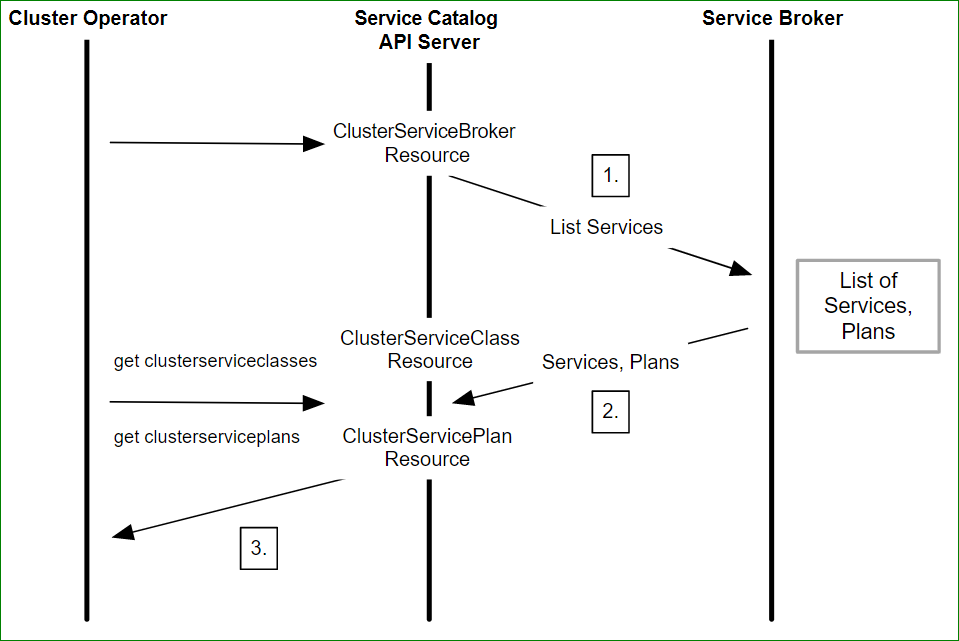 Cluster Operator
Service Catalog
API Server
Service Broker
ClusterServiceBroker
Resource
1.
List Services
List of
Services,
Plans
ClusterServiceClass
Resource
get clusterserviceclasses
Services, Plans
2.
get clusterserviceplans
ClusterServicePlan
Resource
3.